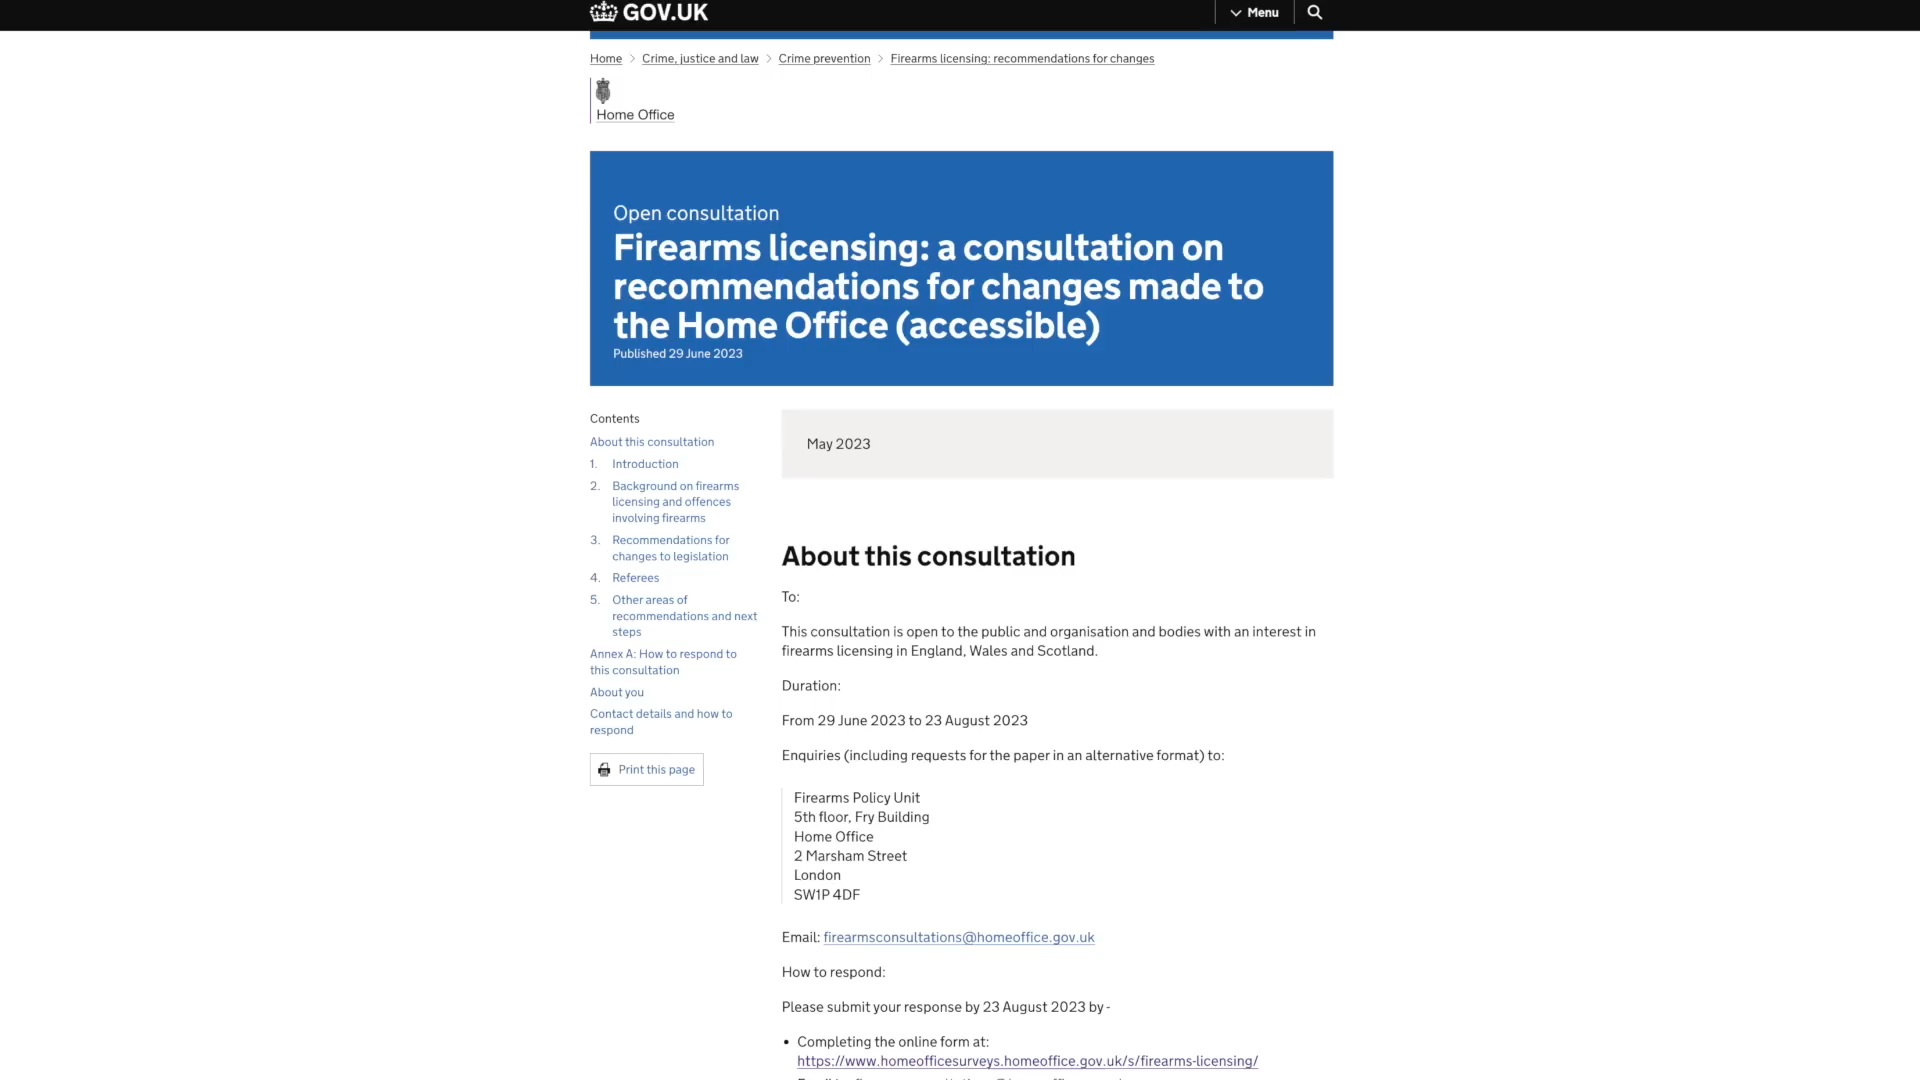 GOV.UK
Menu
Home
Crime, justice and law
Crime prevention
Firearms licensing: recommendations for changes
Home Office
Open consultation
Firearms licensing: a consultation on
recommendations for changes made to
the Home Office (accessible)
Published 29 June 2023
Contents
About this consultation
1. Introduction
2. Background on firearms
licensing and offences
involving firearms
3. Recommendations for
changes to legislation
4. Referees
5. Other areas of
recommendations and next
steps
Annex A: How to respond to
this consultation
About you
Contact details and how to
respond
Print this page
May 2023
About this consultation
To:
This consultation is open to the public and organisation and bodies with an interest in
firearms licensing in England, Wales and Scotland.
Duration:
From 29 June 2023 to 23 August 2023
Enquiries (including requests for the paper in an alternative format) to:
Firearms Policy Unit
5th floor, Fry Building
Home Office
2 Marsham Street
London
SW1P 4DF
Email: firearmsconsultations@homeoffice.gov.uk
How to respond:
Please submit your response by 23 August 2023 by -
• Completing the online form at:
https://www.homeofficesurveys.homeoffice.gov.uk/s/firearms-licensing/